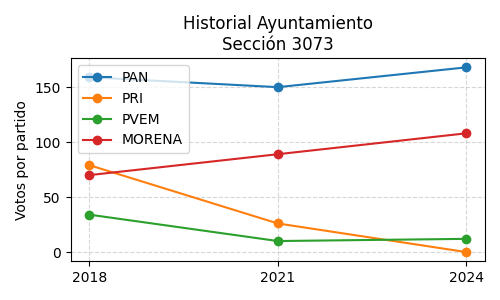 Historial Ayuntamiento
Sección 3073
PAN
PRI
PVEM
MORENA
Votos por partido
150
100
50
0
2018
2021
2024